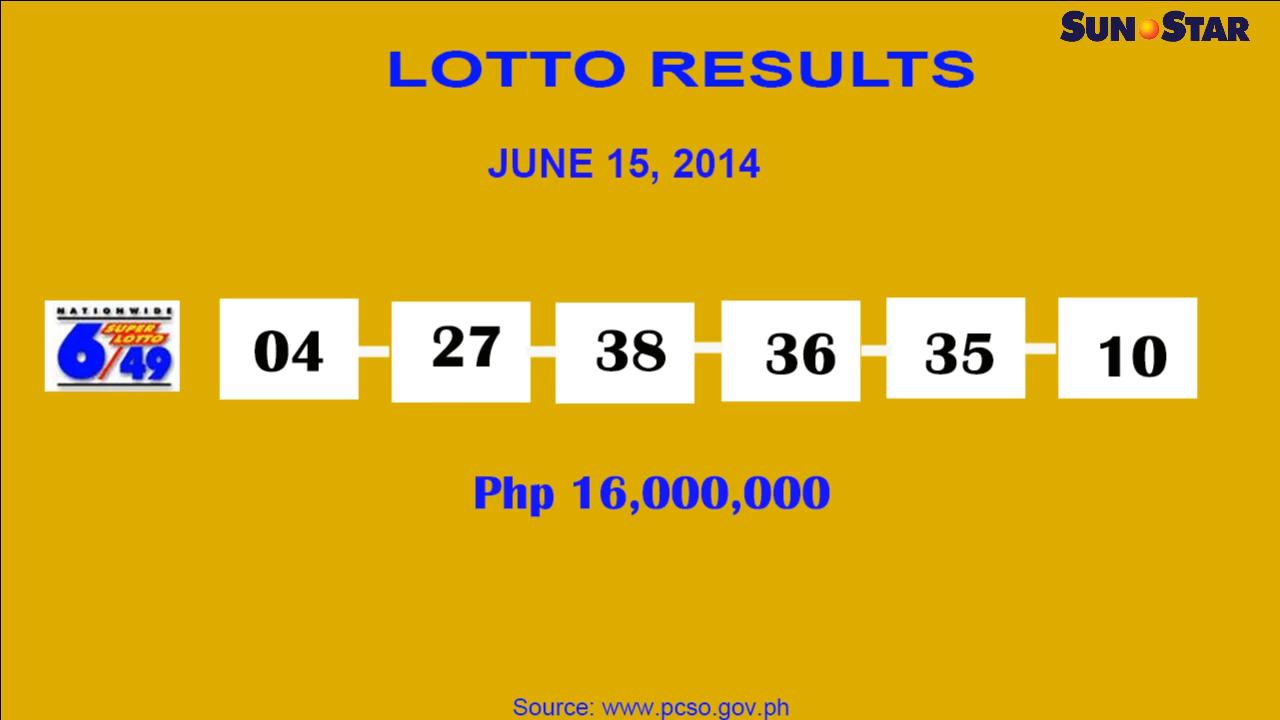 SUN STAR
LOTTO RESULTS
JUNE 15, 2014
NATIONWIDE
6/49 SUPER LOTTO
04 27 38 36 35 10
Php 16,000,000
Source: www.pcso.gov.ph